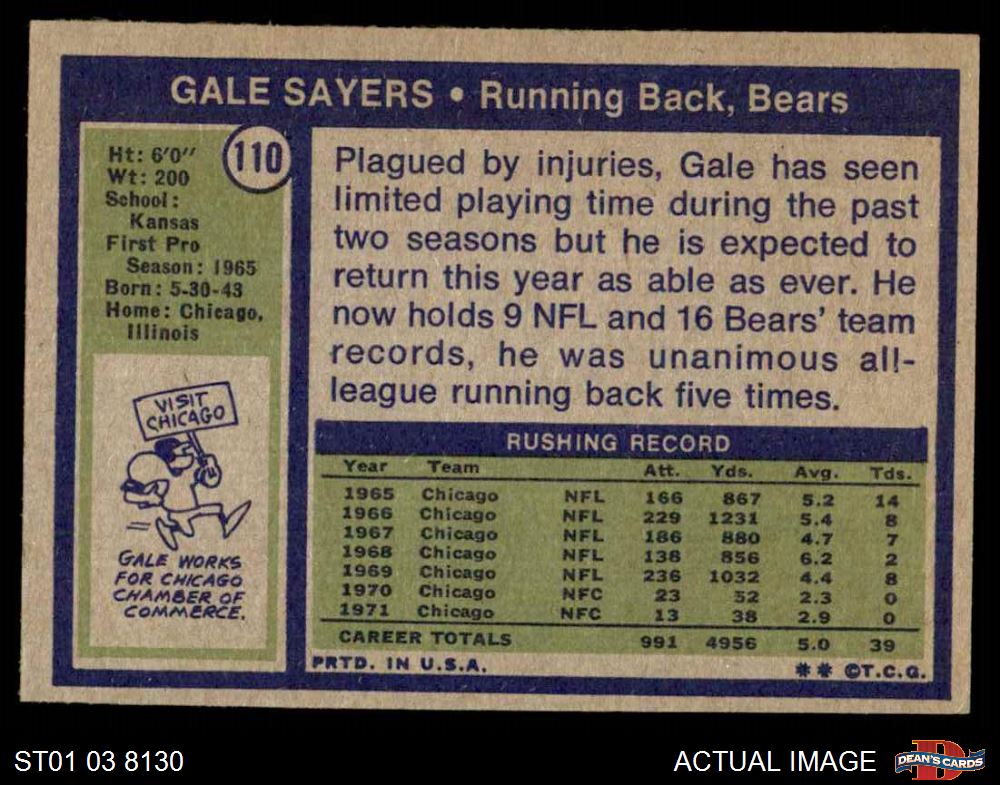 GALE SAYERS • Running Back, Bears
110
Ht: 6'0"
Wt: 200
School:
Kansas
First Pro
Season: 1965
Born: 5-30-43
Home: Chicago,
Illinois
VISIT
CHICAGO
GALE WORKS
FOR CHICAGO
CHAMBER OF
COMMERCE.
Plagued by injuries, Gale has seen
limited playing time during the past
two seasons but he is expected to
return this year as able as ever. He
now holds 9 NFL and 16 Bears' team
records, he was unanimous all-
league running back five times.
RUSHING RECORD
Year Team Att. Yds. Avg. Tds.
1965 Chicago NFL 166 867 5.2 14
1966 Chicago NFL 229 1231 5.4 8
1967 Chicago NFL 186 880 4.7 7
1968 Chicago NFL 138 856 6.2 2
1969 Chicago NFL 236 1032 4.4 8
1970 Chicago NFC 23 52 2.3 0
1971 Chicago NFC 13 38 2.9 0
CAREER TOTALS 991 4956 5.0 39
PRTD. IN U.S.A. ** ©T.C.G.
ST01 03 8130
ACTUAL IMAGE
DEAN'S CARDS